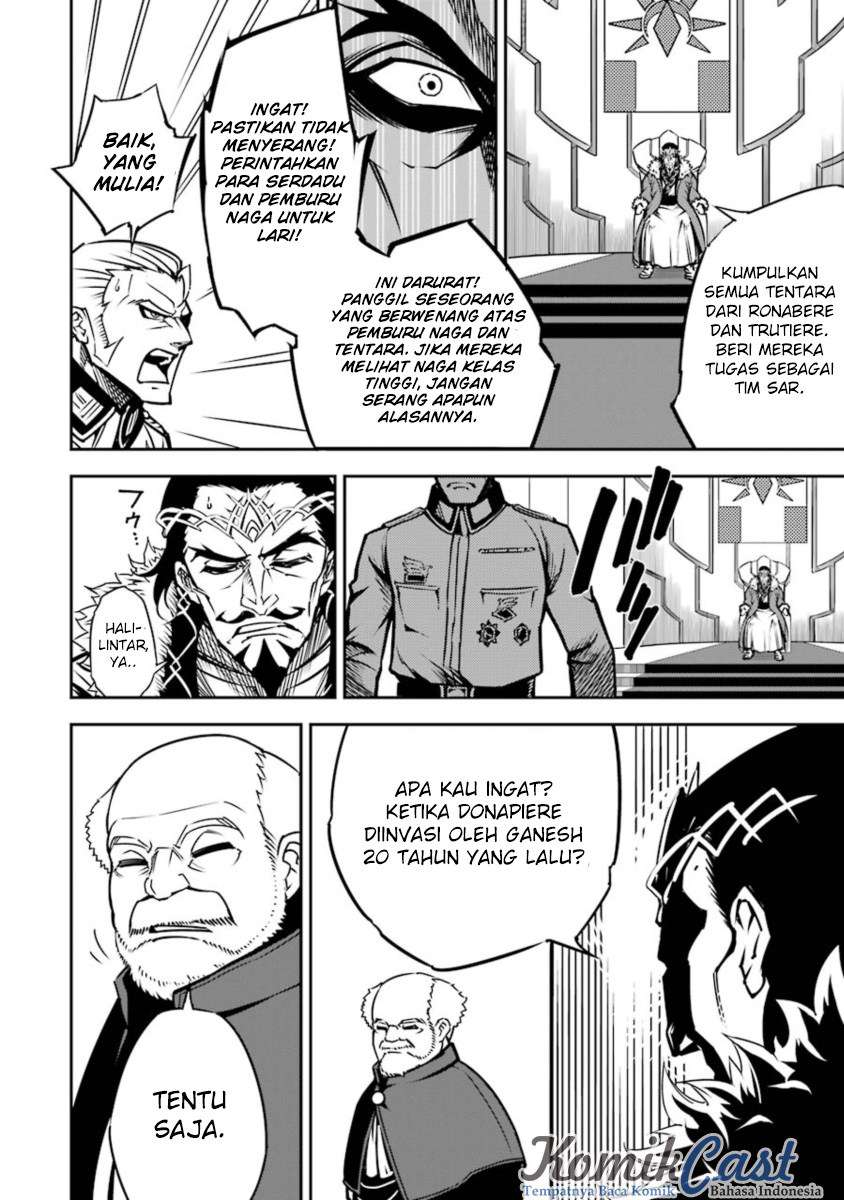 KUMPULKAN
SEMUA TENTARA
DARI RONABERE
DAN TRUTIERE.
BERI MEREKA
TUGAS SEBAGAI
TIM SAR.
INI DARURAT!
PANGGIL SESEORANG
YANG BERWENANG ATAS
PEMBURU NAGA DAN
TENTARA. JIKA MEREKA
MELIHAT NAGA KELAS
TINGGI, JANGAN
SERANG APAPUN
ALASANNYA.
INGAT!
PASTIKAN TIDAK
MENYERANG!
PERINTAHKAN
PARA SERDADU
DAN PEMBURU
NAGA UNTUK
LARI!
BAIK,
YANG
MULIA!
フゥ…
HALI-
LINTAR,
YA..
APA KAU INGAT?
KETIKA DONAPIERE
DIINVASI OLEH GANESH
20 TAHUN YANG LALU?
TENTU
SAJA.
KomikCast
Tempatnya Baca Komik Bahasa Indonesia